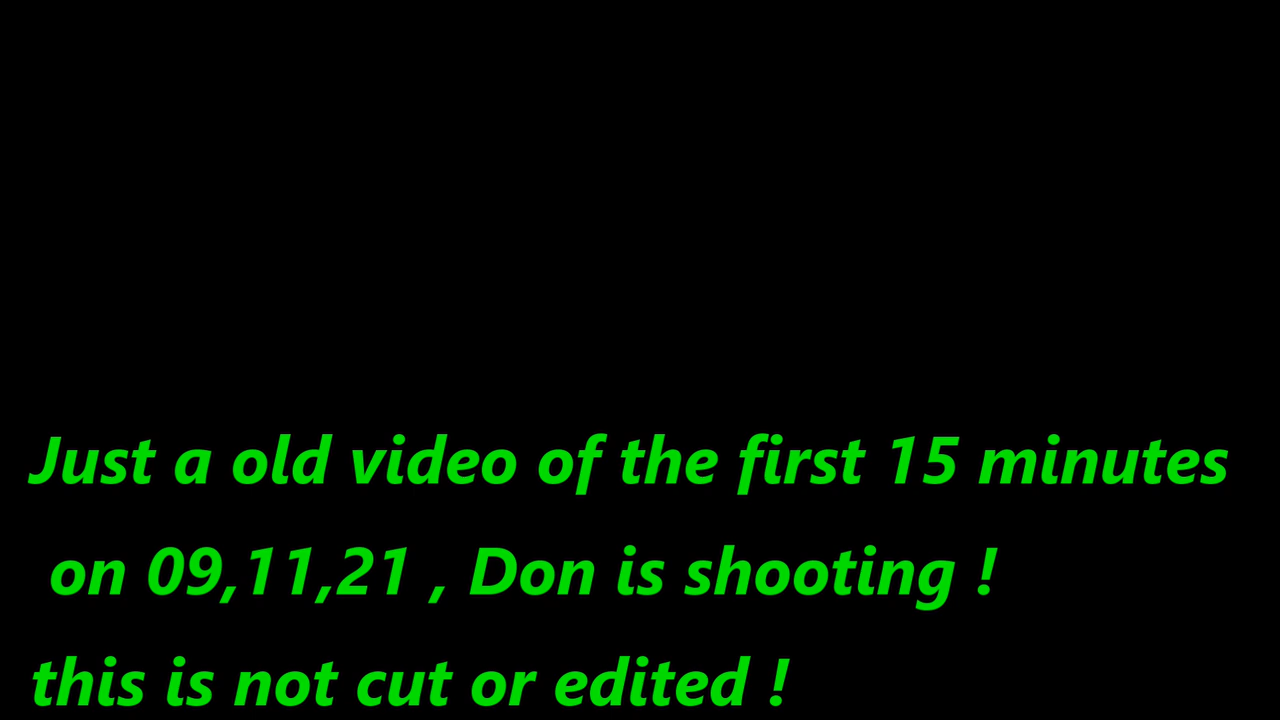 Just a old video of the first 15 minutes
on 09,11,21 , Don is shooting !
this is not cut or edited !